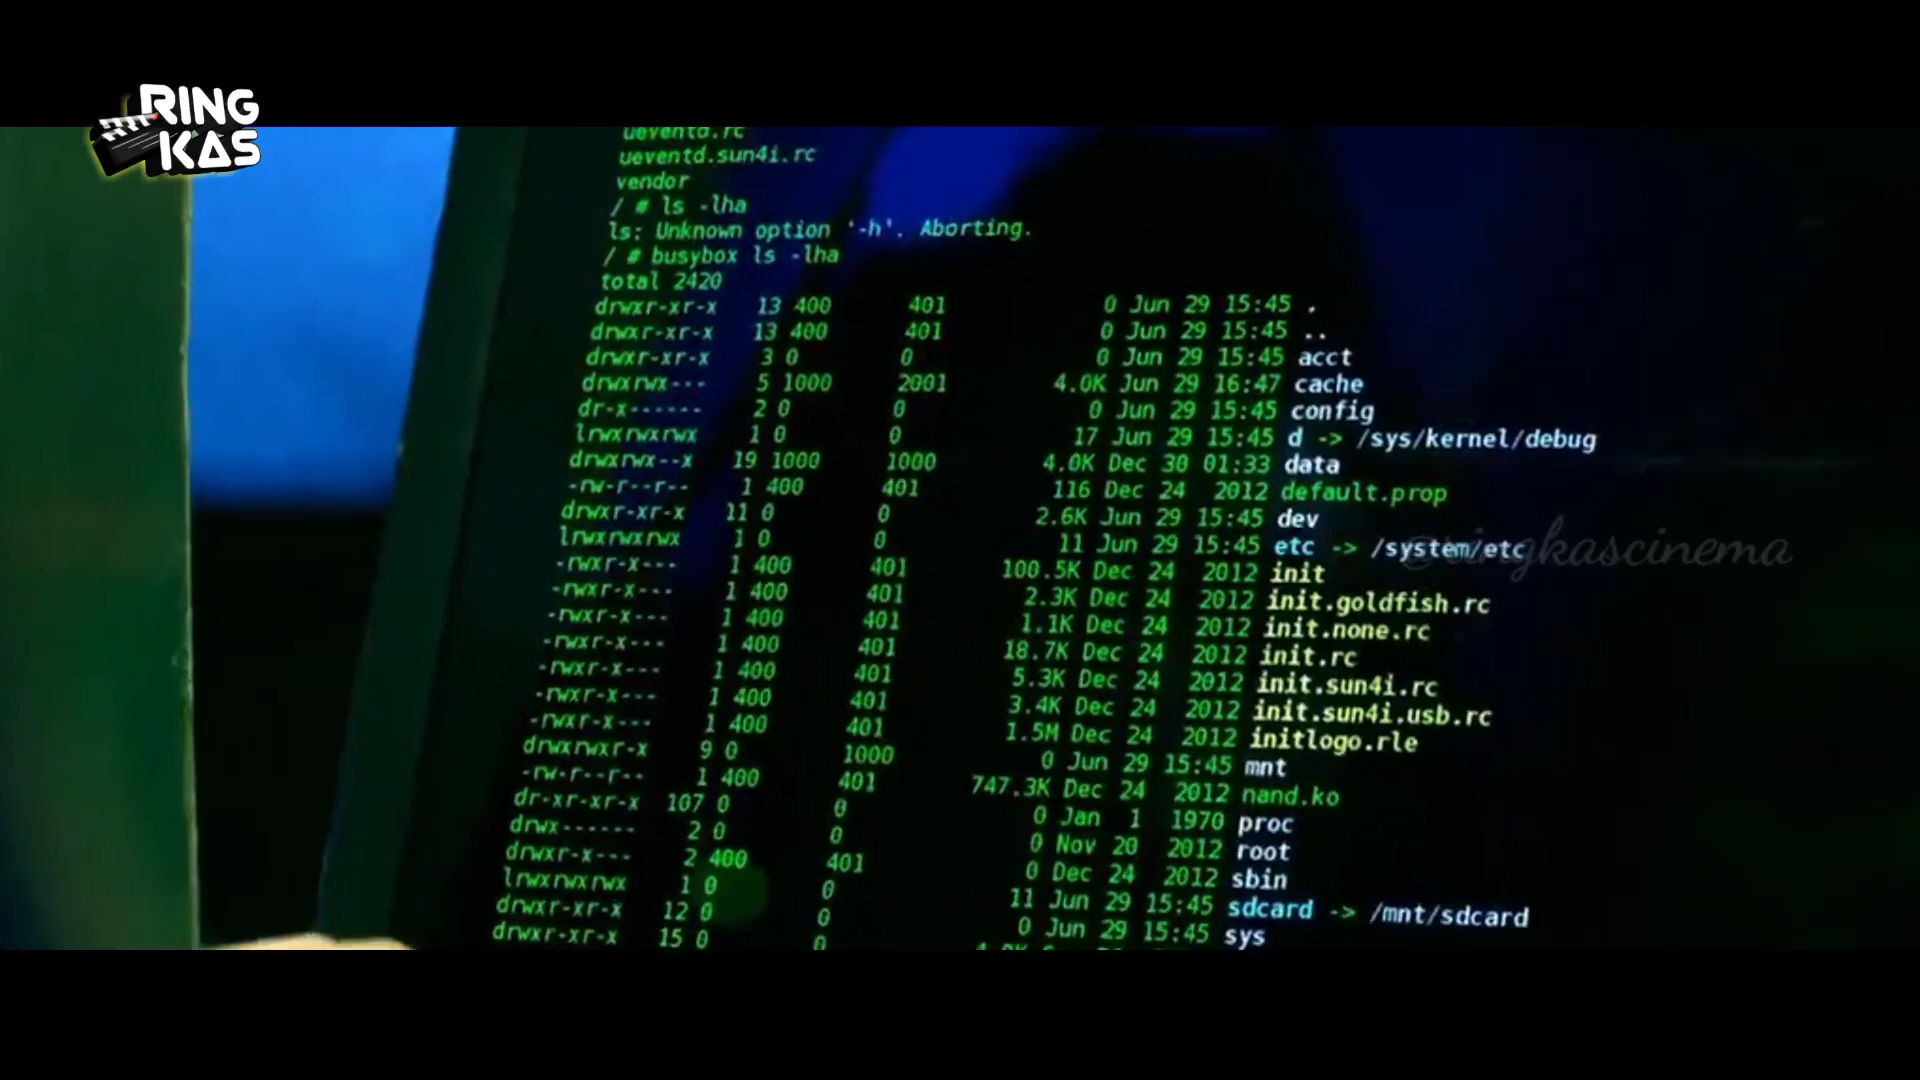 RING
KAS
ueventd.rc
ueventd.sun4i.rc
vendor
/ # ls -lha
ls: Unknown option '-h'. Aborting.
/ # busybox ls -lha
total 2420
drwxr-xr-x 13 400 401 0 Jun 29 15:45 .
drwxr-xr-x 13 400 401 0 Jun 29 15:45 ..
drwxr-xr-x 3 0 0 0 Jun 29 15:45 acct
drwxrwx--- 5 1000 2001 4.0K Jun 29 16:47 cache
dr-x------ 2 0 0 0 Jun 29 15:45 config
lrwxrwxrwx 1 0 0 17 Jun 29 15:45 d -> /sys/kernel/debug
drwxrwx--x 19 1000 1000 4.0K Dec 30 01:33 data
-rw-r--r-- 1 400 401 116 Dec 24 2012 default.prop
drwxr-xr-x 11 0 0 2.6K Jun 29 15:45 dev
lrwxrwxrwx 1 0 0 11 Jun 29 15:45 etc -> /system/etc
@ringkascinema
-rwxr-x--- 1 400 401 100.5K Dec 24 2012 init
-rwxr-x--- 1 400 401 2.3K Dec 24 2012 init.goldfish.rc
-rwxr-x--- 1 400 401 1.1K Dec 24 2012 init.none.rc
-rwxr-x--- 1 400 401 18.7K Dec 24 2012 init.rc
-rwxr-x--- 1 400 401 5.3K Dec 24 2012 init.sun4i.rc
-rwxr-x--- 1 400 401 3.4K Dec 24 2012 init.sun4i.usb.rc
-rwxr-x--- 1 400 401 1.5M Dec 24 2012 initlogo.rle
drwxrwxr-x 9 0 1000 0 Jun 29 15:45 mnt
-rw-r--r-- 1 400 401 747.3K Dec 24 2012 nand.ko
dr-xr-xr-x 107 0 0 0 Jan 1 1970 proc
drwx------ 2 0 0 0 Nov 20 2012 root
drwxr-x--- 2 400 401 0 Dec 24 2012 sbin
lrwxrwxrwx 1 0 0 11 Jun 29 15:45 sdcard -> /mnt/sdcard
drwxr-xr-x 12 0 0 0 Jun 29 15:45 sys
drwxr-xr-x 15 0 0